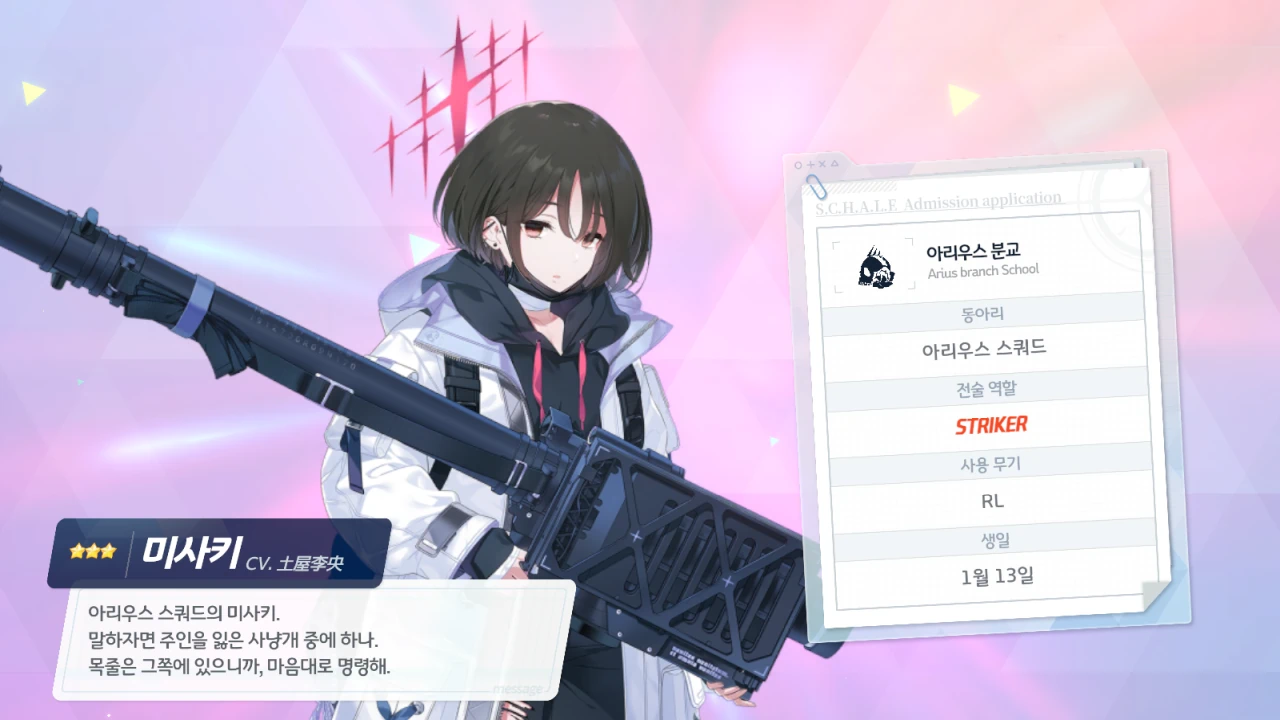 S.C.H.A.L.E Admission application
아리우스 분교
Arius branch School
동아리
아리우스 스쿼드
전술 역할
STRIKER
사용 무기
RL
생일
1월 13일
미사키 CV. 土屋李央
아리우스 스쿼드의 미사키.
말하자면 주인을 잃은 사냥개 중에 하나.
목줄은 그쪽에 있으니까, 마음대로 명령해.
message